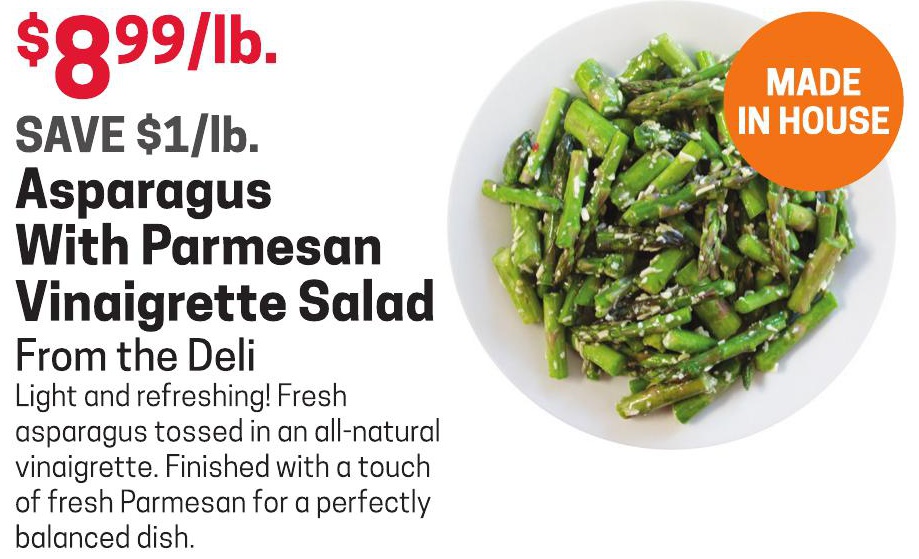 $8.99/lb.
SAVE $1/lb.
Asparagus
With Parmesan
Vinaigrette Salad
From the Deli
Light and refreshing! Fresh
asparagus tossed in an all-natural
vinaigrette. Finished with a touch
of fresh Parmesan for a perfectly
balanced dish.
MADE
IN HOUSE